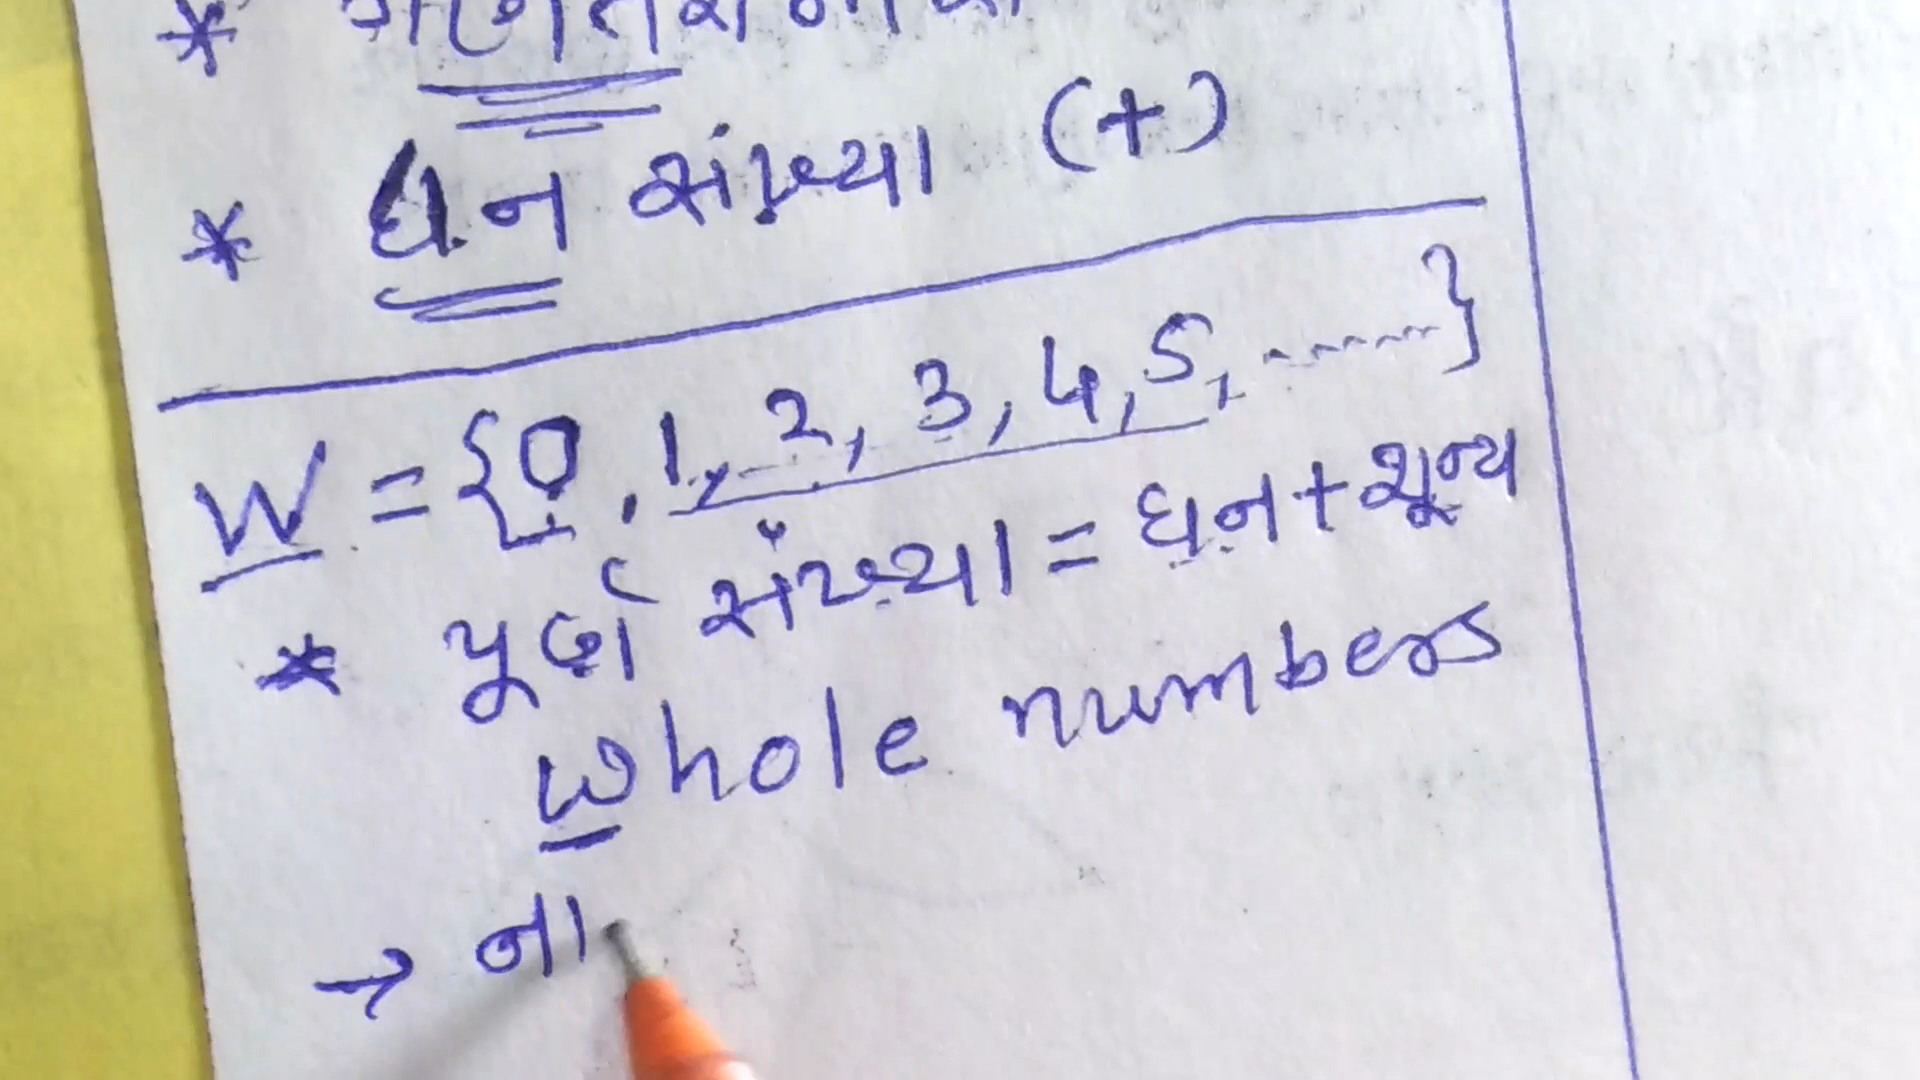 *
* ધન સંખ્યા (+)
W = {0, 1, 2, 3, 4, 5, ......}
* પૂર્ણ સંખ્યા = ધન + શૂન્ય
whole numbers
→ ના